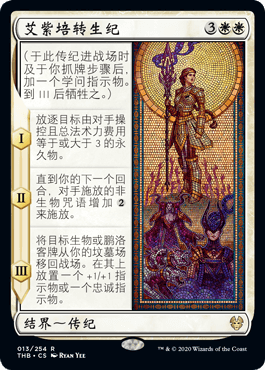 艾紫培转生纪 3
（于此传纪进战场时
及于你抓牌步骤后，
加一个学问指示物。
到 III 后牺牲之。）
I
放逐目标由对手操
控且总法术力费用
等于或大于 3 的永
久物。
II
直到你的下一个回
合，对手施放的非
生物咒语增加 2
来施放。
III
将目标生物或鹏洛
客牌从你的坟墓场
移回战场。在其上
放置一个 +1/+1 指
示物或一个忠诚指
示物。
结界～传纪
013/254 R
THB • CS Ryan Yee
™ & © 2020 Wizards of the Coast